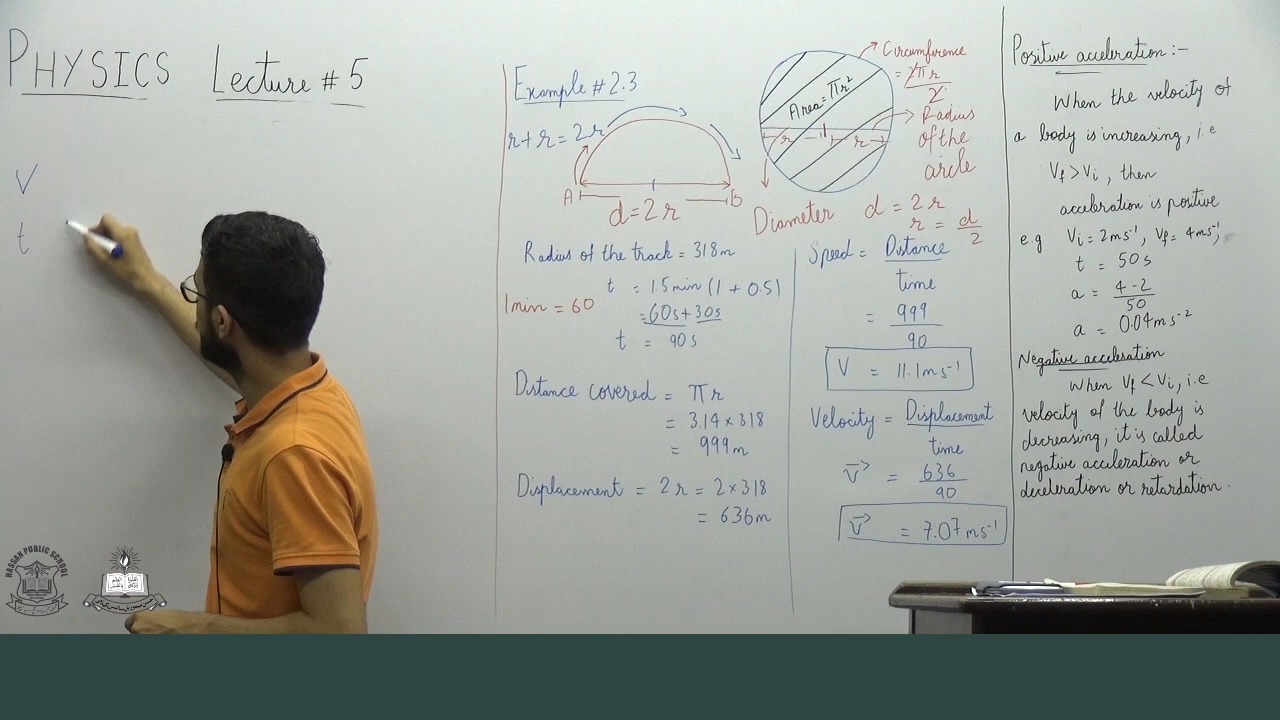 PHYSICS Lecture # 5
V
t
Example # 2.3
r + r = 2r
A
B
d = 2r
Circumference
= 2πr
2
Area = πr²
r
r
Radius
of the
circle
Diameter
d = 2r
r = d
2
Radius of the track = 318m
t = 1.5min (1 + 0.5)
1min = 60
= 60s + 30s
t = 90s
Distance covered = πr
= 3.14 × 318
= 999m
Displacement = 2r = 2×318
= 636m
Speed = Distance
time
= 999
90
V = 11.1ms⁻¹
Velocity = Displacement
time
v⃗ = 636
90
v⃗ = 7.07ms⁻¹
Positive acceleration :-
When the velocity of
a body is increasing, i.e
Vf > Vi, then
acceleration is positive
e.g Vi = 2ms⁻¹, Vf = 4ms⁻¹,
t = 50s
a = 4 - 2
50
a = 0.04ms⁻²
Negative acceleration
When Vf < Vi, i.e
velocity of the body is
decreasing, it is called
negative acceleration or
deceleration or retardation.
HASSAN PUBLIC SCHOOL